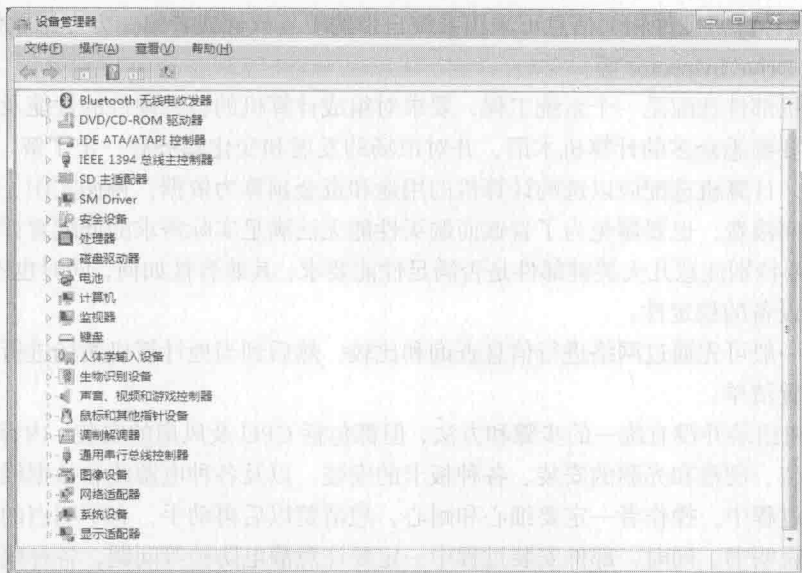 设备管理器
文件(F) 操作(A) 查看(V) 帮助(H)
Bluetooth 无线电收发器
DVD/CD-ROM 驱动器
IDE ATA/ATAPI 控制器
IEEE 1394 总线主控制器
SD 主适配器
SM Driver
安全设备
处理器
磁盘驱动器
电池
计算机
监视器
键盘
人体学输入设备
生物识别设备
声音、视频和游戏控制器
鼠标和其他指针设备
调制解调器
通用串行总线控制器
图像设备
网络适配器
系统设备
显示适配器